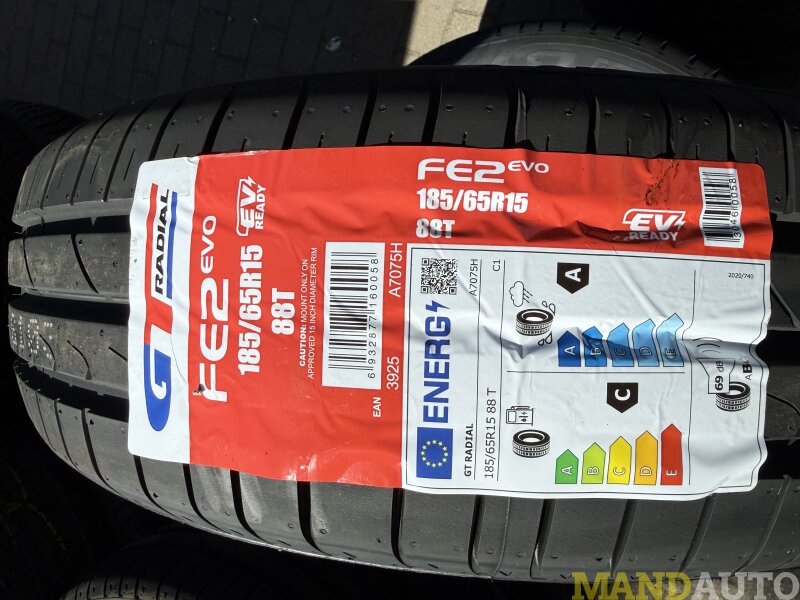 GT RADIAL
FE2 EVO
185/65R15
88T
EV READY
CAUTION: MOUNT ONLY ON
APPROVED 15 INCH DIAMETER RIM
6 932877 160058
EAN
3925
A7075H
FE2 EVO
185/65R15
88T
EV READY
30460058
ENERG
A7075H
C1
GT RADIAL
185/65R15 88 T
2020/740
A
A
B
C
D
E
C
A
B
C
D
E
69 dB
A
B
MANDAUTO